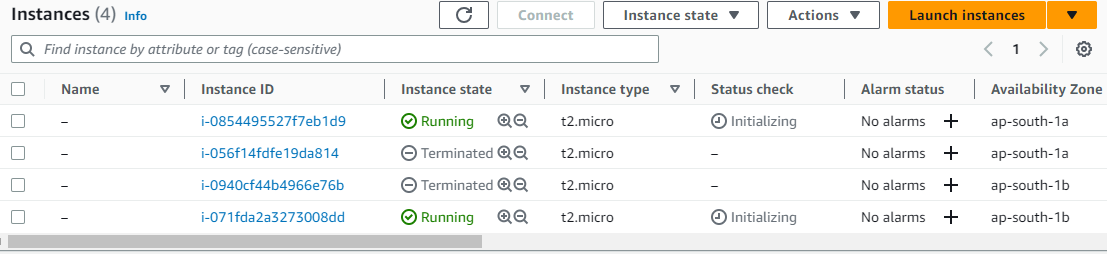 Instances (4) Info Connect Instance state Actions Launch instances
Find instance by attribute or tag (case-sensitive) 1
Name Instance ID Instance state Instance type Status check Alarm status Availability Zone
– i-0854495527f7eb1d9 Running t2.micro Initializing No alarms ap-south-1a
– i-056f14fdfe19da814 Terminated t2.micro – No alarms ap-south-1a
– i-0940cf44b4966e76b Terminated t2.micro – No alarms ap-south-1b
– i-071fda2a3273008dd Running t2.micro Initializing No alarms ap-south-1b